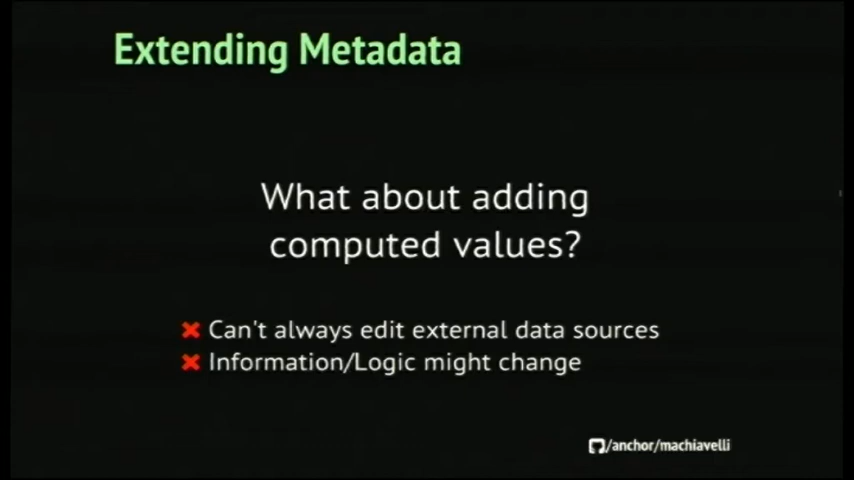 Extending Metadata
What about adding
computed values?
Can't always edit external data sources
Information/Logic might change
/anchor/machiavelli